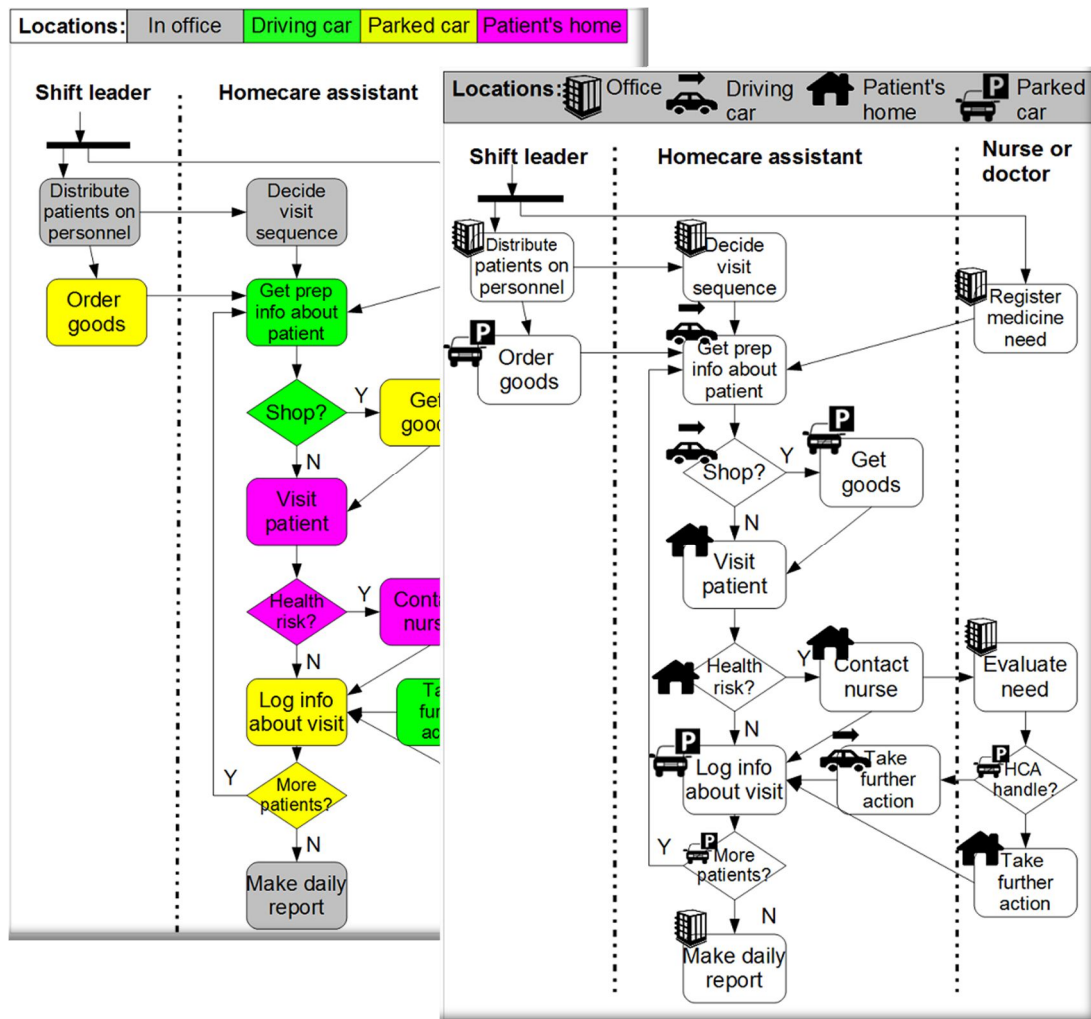 Locations: In office Driving car Parked car Patient's home
Shift leader Homecare assistant
Distribute
patients on
personnel
Decide
visit
sequence
Order
goods
Get prep
info about
patient
Shop?
Y
N
Visit
patient
Health
risk?
Y
N
Log info
about visit
More
patients?
Y
N
Make daily
report
Locations: Office Driving
car
Patient's
home
P
Parked
car
Shift leader
Homecare assistant
Nurse or
doctor
Distribute
patients on
personnel
Decide
visit
sequence
Register
medicine
need
P
Order
goods
Get prep
info about
patient
Shop?
Y
N
P
Get
goods
Visit
patient
Health
risk?
Y
N
Contact
nurse
Evaluate
need
P
Log info
about visit
Take
further
action
P
HCA
handle?
Y
P
More
patients?
N
Take
further
action
Make daily
report